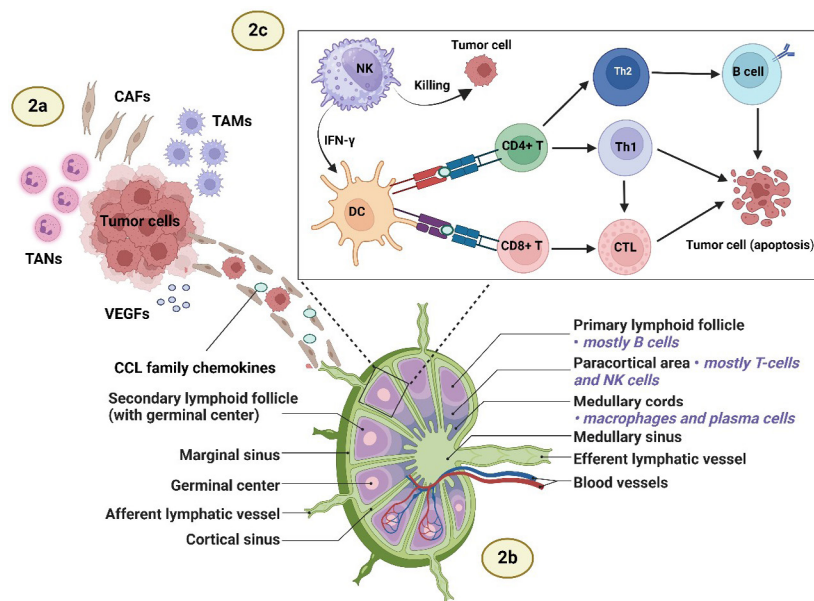 2c
NK
Tumor cell
Killing
IFN-γ
DC
CD4+ T
CD8+ T
Th2
Th1
CTL
B cell
Tumor cell (apoptosis)
2a
CAFs
TAMs
TANs
Tumor cells
VEGFs
CCL family chemokines
Secondary lymphoid follicle
(with germinal center)
Marginal sinus
Germinal center
Afferent lymphatic vessel
Cortical sinus
Primary lymphoid follicle
• mostly B cells
Paracortical area • mostly T-cells
and NK cells
Medullary cords
• macrophages and plasma cells
Medullary sinus
Efferent lymphatic vessel
Blood vessels
2b